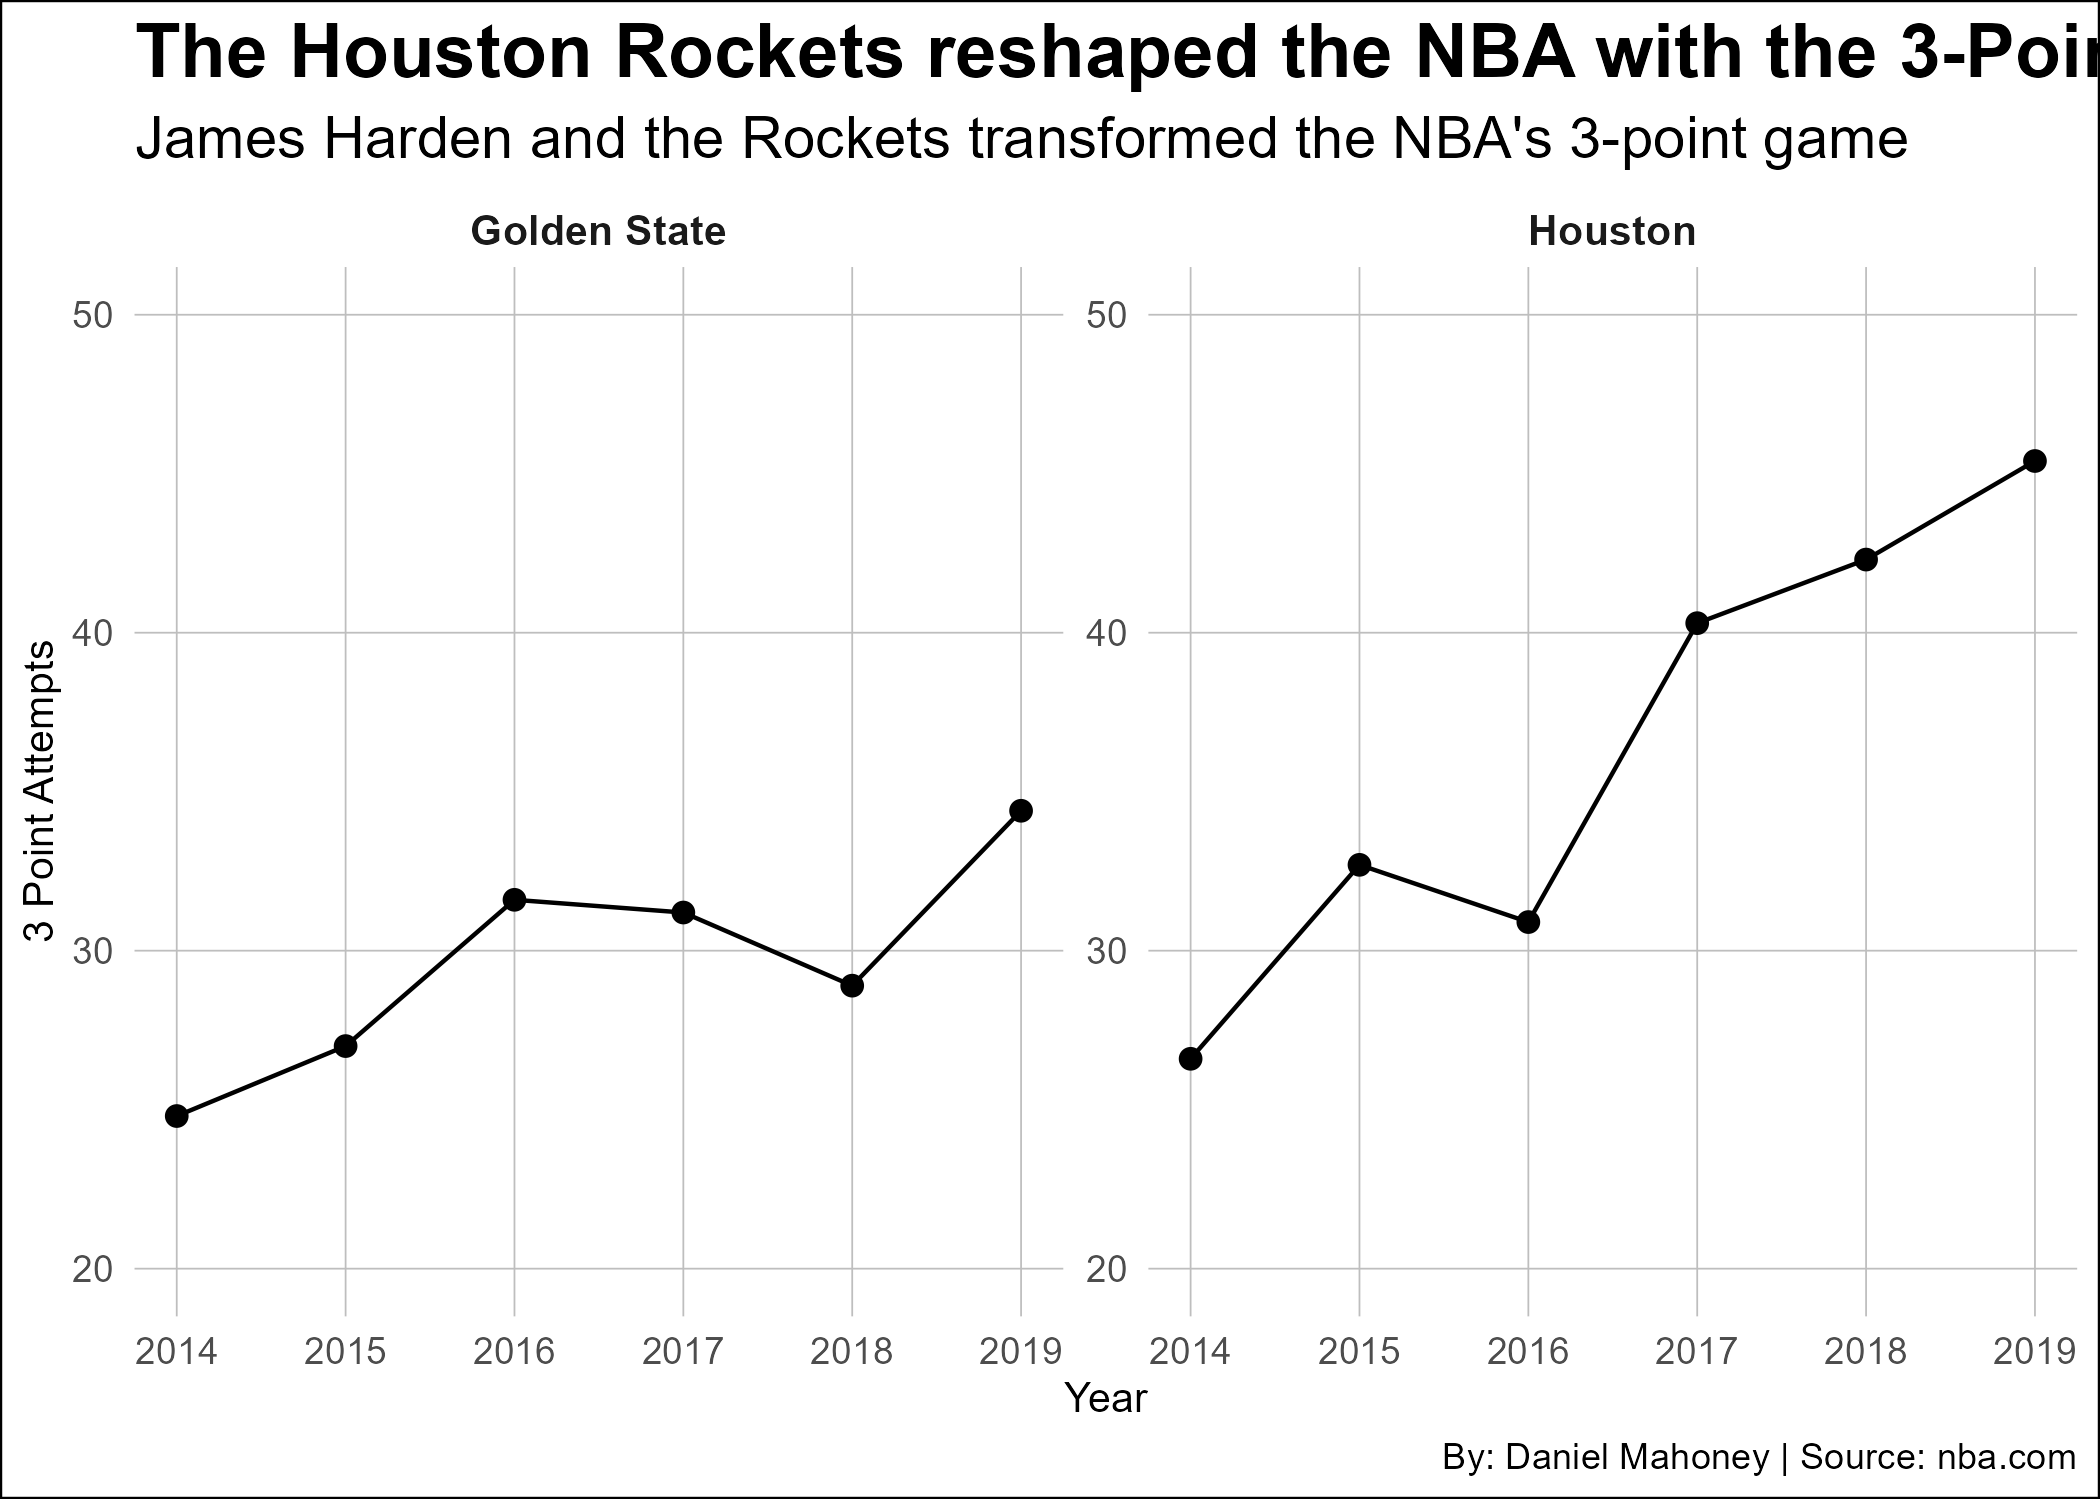 The Houston Rockets reshaped the NBA with the 3-Poin
James Harden and the Rockets transformed the NBA's 3-point game
Golden State
Houston
3 Point Attempts
50
40
30
20
50
40
30
20
2014 2015 2016 2017 2018 2019
2014 2015 2016 2017 2018 2019
Year
By: Daniel Mahoney | Source: nba.com